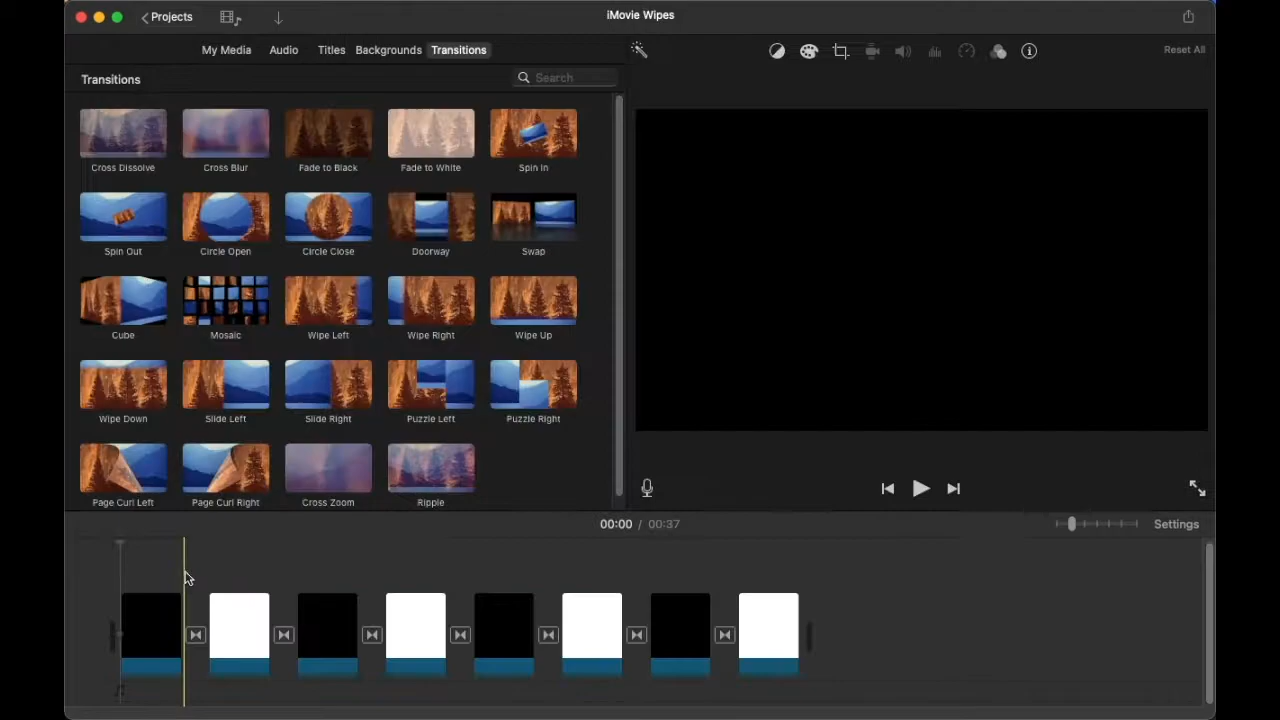 Projects
iMovie Wipes
My Media Audio Titles Backgrounds Transitions
Reset All
Transitions
Search
Cross Dissolve Cross Blur Fade to Black Fade to White Spin In
Spin Out Circle Open Circle Close Doorway Swap
Cube Mosaic Wipe Left Wipe Right Wipe Up
Wipe Down Slide Left Slide Right Puzzle Left Puzzle Right
Page Curl Left Page Curl Right Cross Zoom Ripple
00:00 / 00:37
Settings